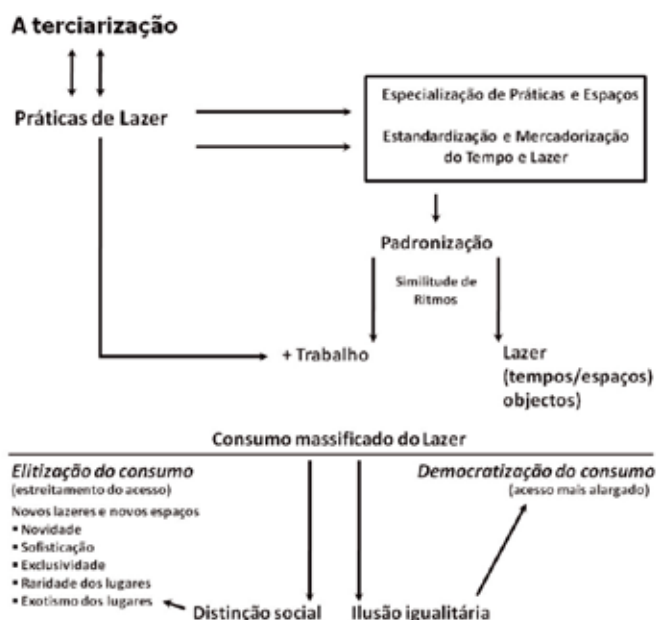 A terciarização
Práticas de Lazer
Especialização de Práticas e Espaços
Estandardização e Mercadorização
do Tempo e Lazer
Padronização
Similitude de
Ritmos
+ Trabalho
Lazer
(tempos/espaços)
objectos)
Consumo massificado do Lazer
Elitização do consumo
(estreitamento do acesso)
Novos lazeres e novos espaços
▪ Novidade
▪ Sofisticação
▪ Exclusividade
▪ Raridade dos lugares
▪ Exotismo dos lugares
Democratização do consumo
(acesso mais alargado)
Distinção social
Ilusão igualitária